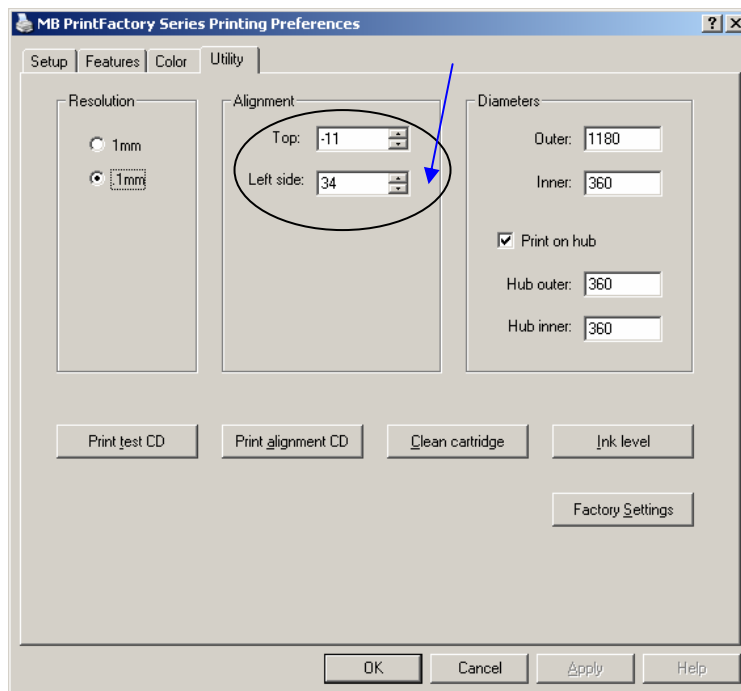 MB PrintFactory Series Printing Preferences
Setup Features Color Utility
Resolution
1mm
.1mm
Alignment
Top: -11
Left side: 34
Diameters
Outer: 1180
Inner: 360
Print on hub
Hub outer: 360
Hub inner: 360
Print test CD Print alignment CD Clean cartridge Ink level
Factory Settings
OK Cancel Apply Help